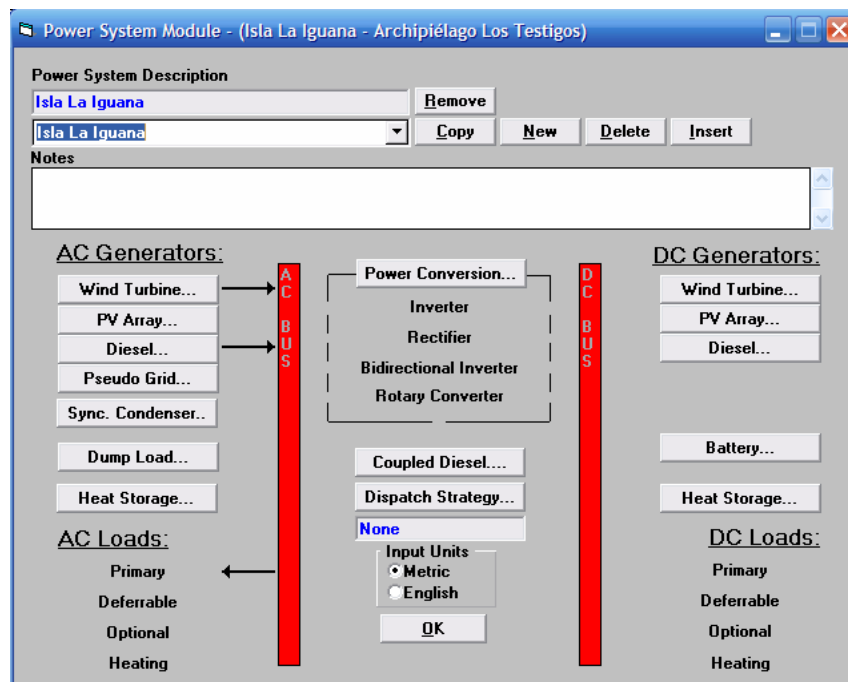 Power System Module - (Isla La Iguana - Archipiélago Los Testigos)
Power System Description
Isla La Iguana
Remove
Isla La Iguana
Copy
New
Delete
Insert
Notes
AC Generators:
Wind Turbine...
PV Array...
Diesel...
Pseudo Grid...
Sync. Condenser..
Dump Load...
Heat Storage...
AC Loads:
Primary
Deferrable
Optional
Heating
AC BUS
Power Conversion...
Inverter
Rectifier
Bidirectional Inverter
Rotary Converter
Coupled Diesel....
Dispatch Strategy...
None
Input Units
Metric
English
OK
DC BUS
DC Generators:
Wind Turbine...
PV Array...
Diesel...
Battery...
Heat Storage...
DC Loads:
Primary
Deferrable
Optional
Heating